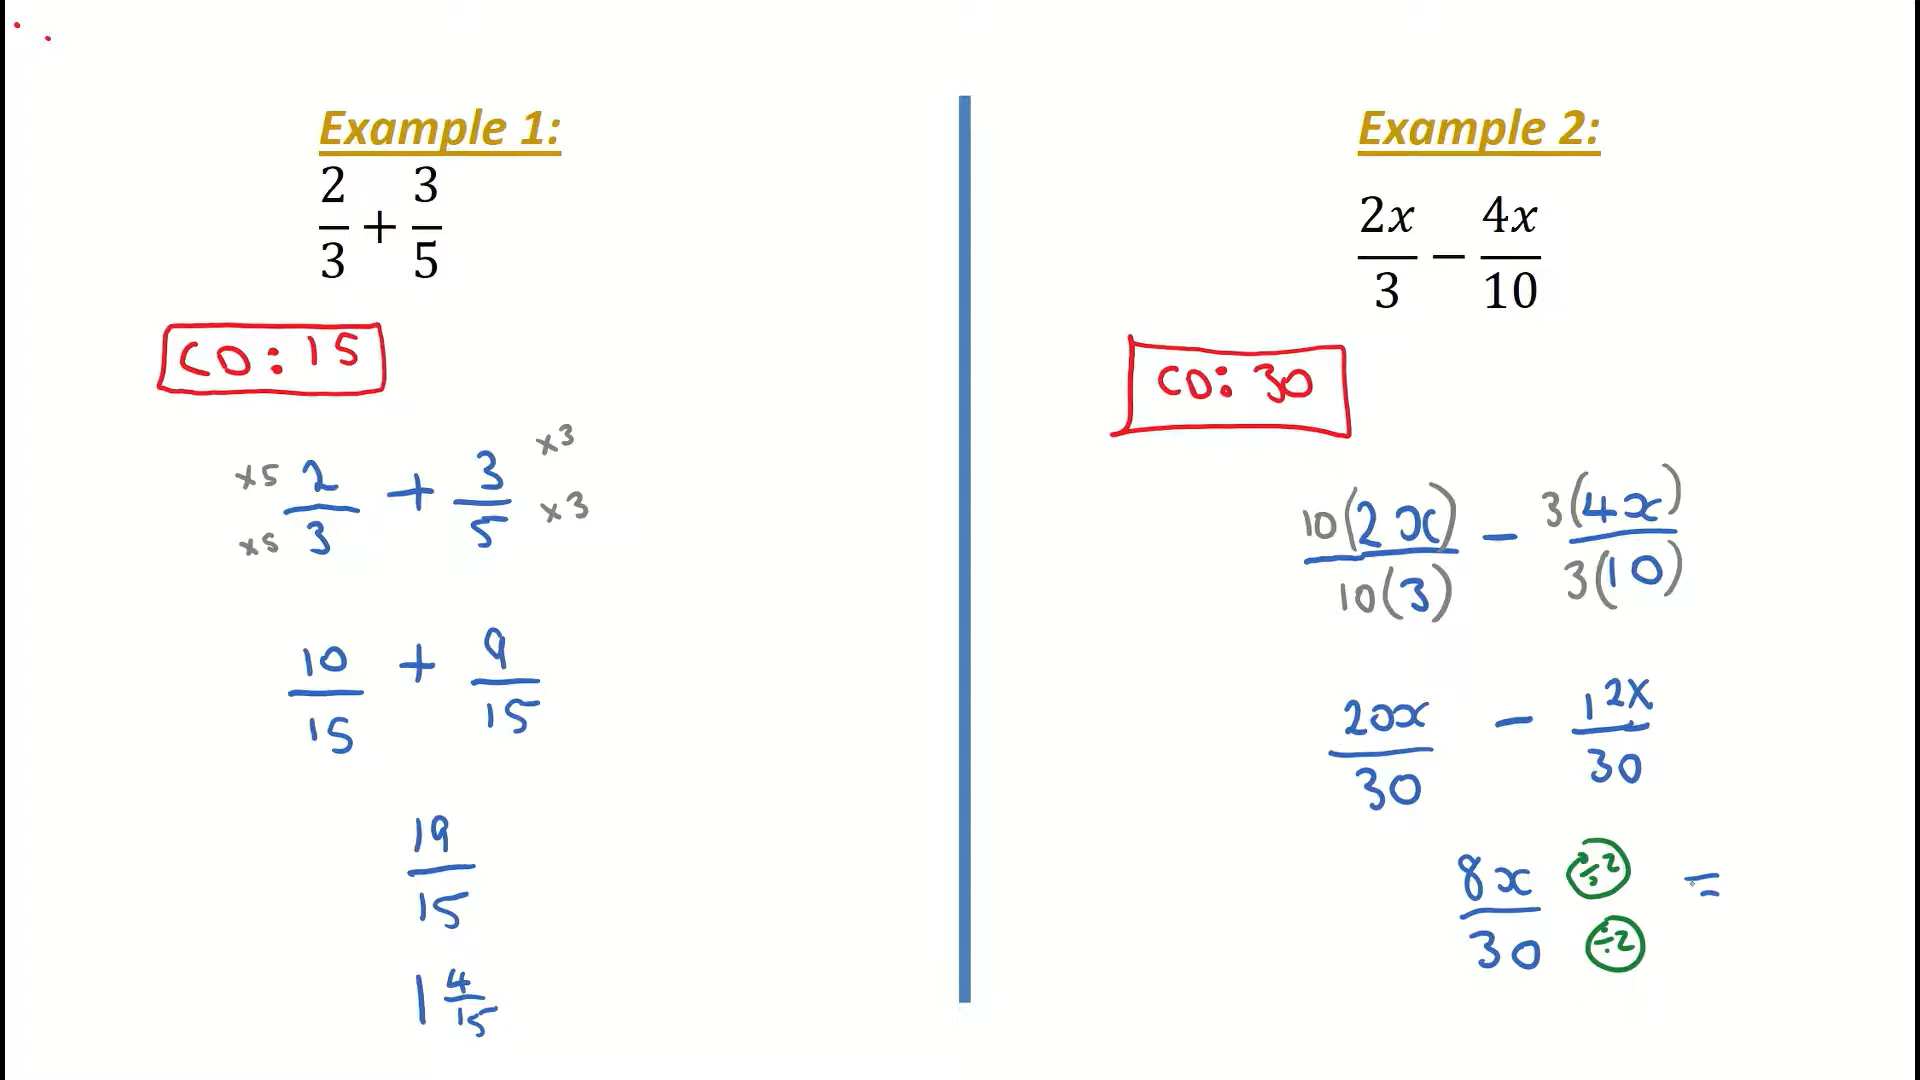 Example 1:
2/3 + 3/5
CD: 15
×5 2/3 ×5 + 3/5 ×3 ×3
10/15 + 9/15
19/15
1 4/15
Example 2:
2x/3 − 4x/10
CD: 30
10(2x)/10(3) − 3(4x)/3(10)
20x/30 − 12x/30
8x/30 ÷2 ÷2 =